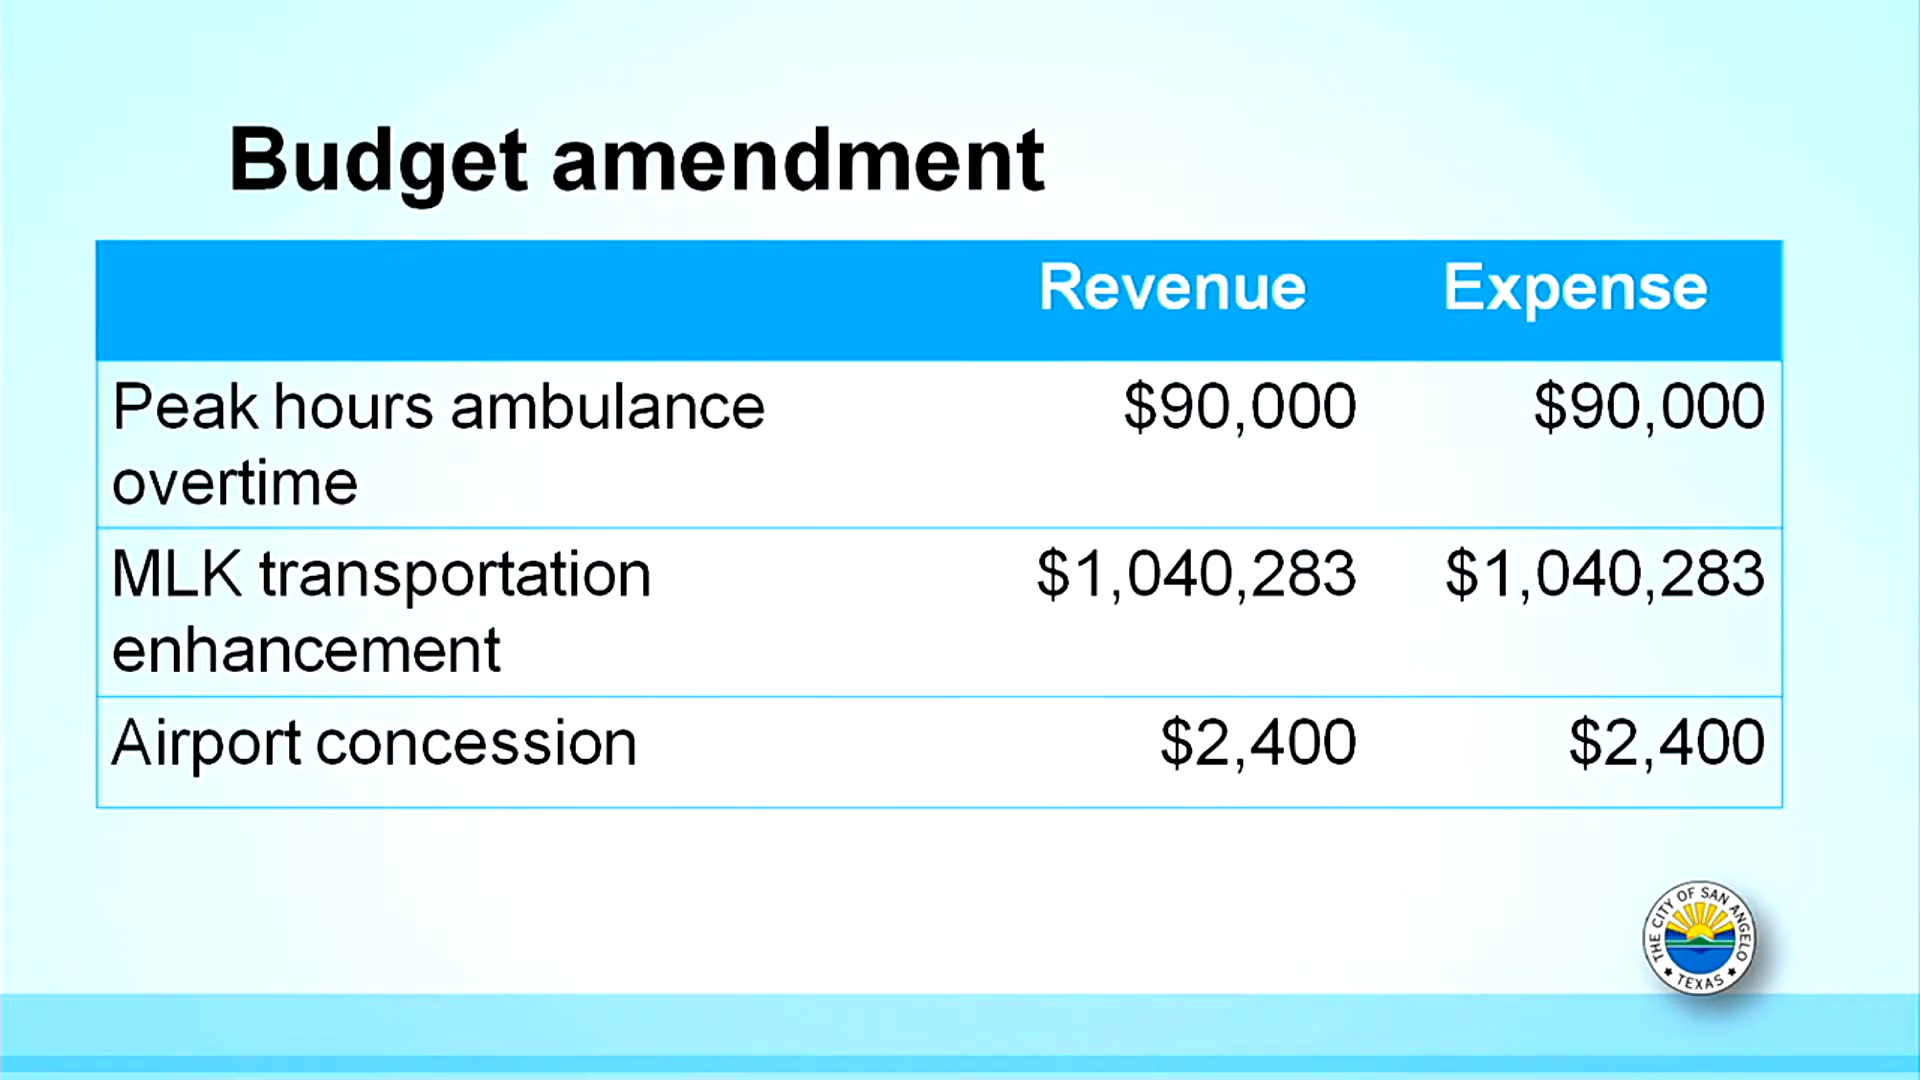 Budget amendment
Revenue Expense
Peak hours ambulance $90,000 $90,000
overtime
MLK transportation $1,040,283 $1,040,283
enhancement
Airport concession $2,400 $2,400
THE CITY OF SAN ANGELO
TEXAS